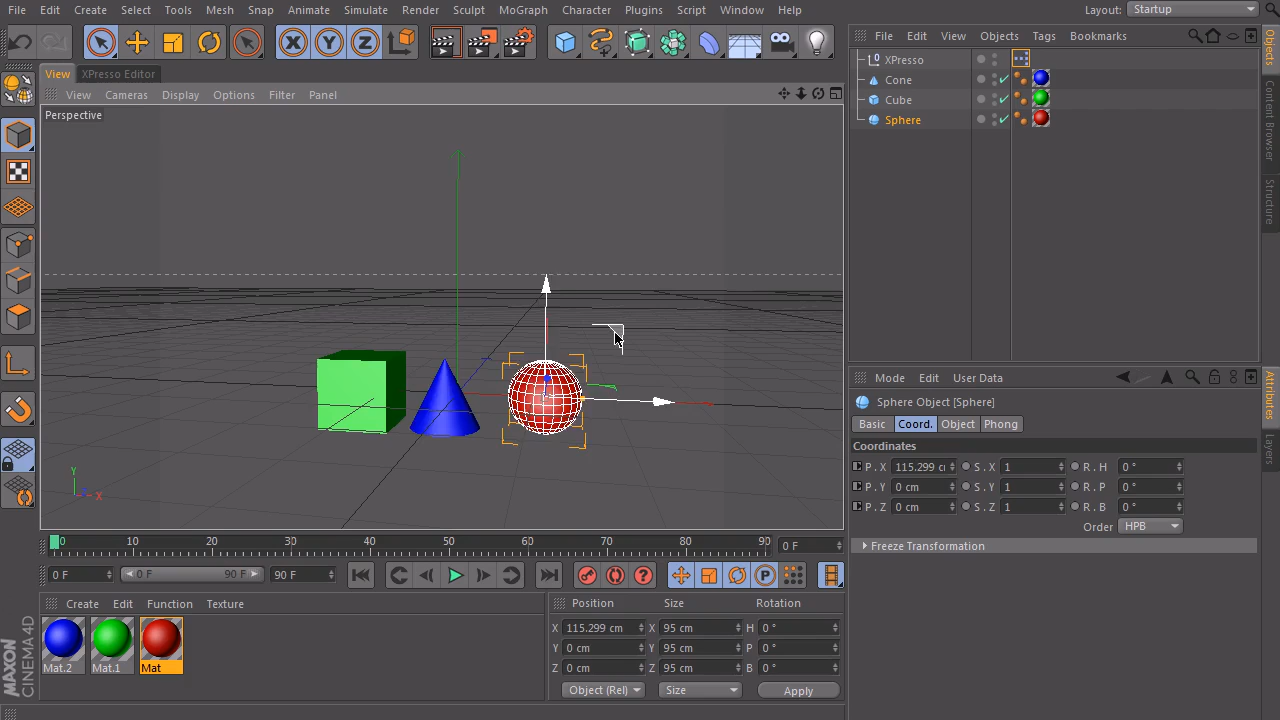 File Edit Create Select Tools Mesh Snap Animate Simulate Render Sculpt MoGraph Character Plugins Script Window Help Layout: Startup
File Edit View Objects Tags Bookmarks
View XPresso Editor
View Cameras Display Options Filter Panel
Perspective
XPresso
Cone
Cube
Sphere
Objects
Content Browser
Structure
Mode Edit User Data
Sphere Object [Sphere]
Basic Coord. Object Phong
Coordinates
P . X 115.299 c S . X 1 R . H 0 °
P . Y 0 cm S . Y 1 R . P 0 °
P . Z 0 cm S . Z 1 R . B 0 °
Order HPB
Freeze Transformation
Attributes
Layers
Y
X
0 10 20 30 40 50 60 70 80 90 0 F
0 F 0 F 90 F 90 F
Create Edit Function Texture
Mat.2 Mat.1 Mat
Position Size Rotation
X 115.299 cm X 95 cm H 0 °
Y 0 cm Y 95 cm P 0 °
Z 0 cm Z 95 cm B 0 °
Object (Rel) Size Apply
MAXON
CINEMA 4D